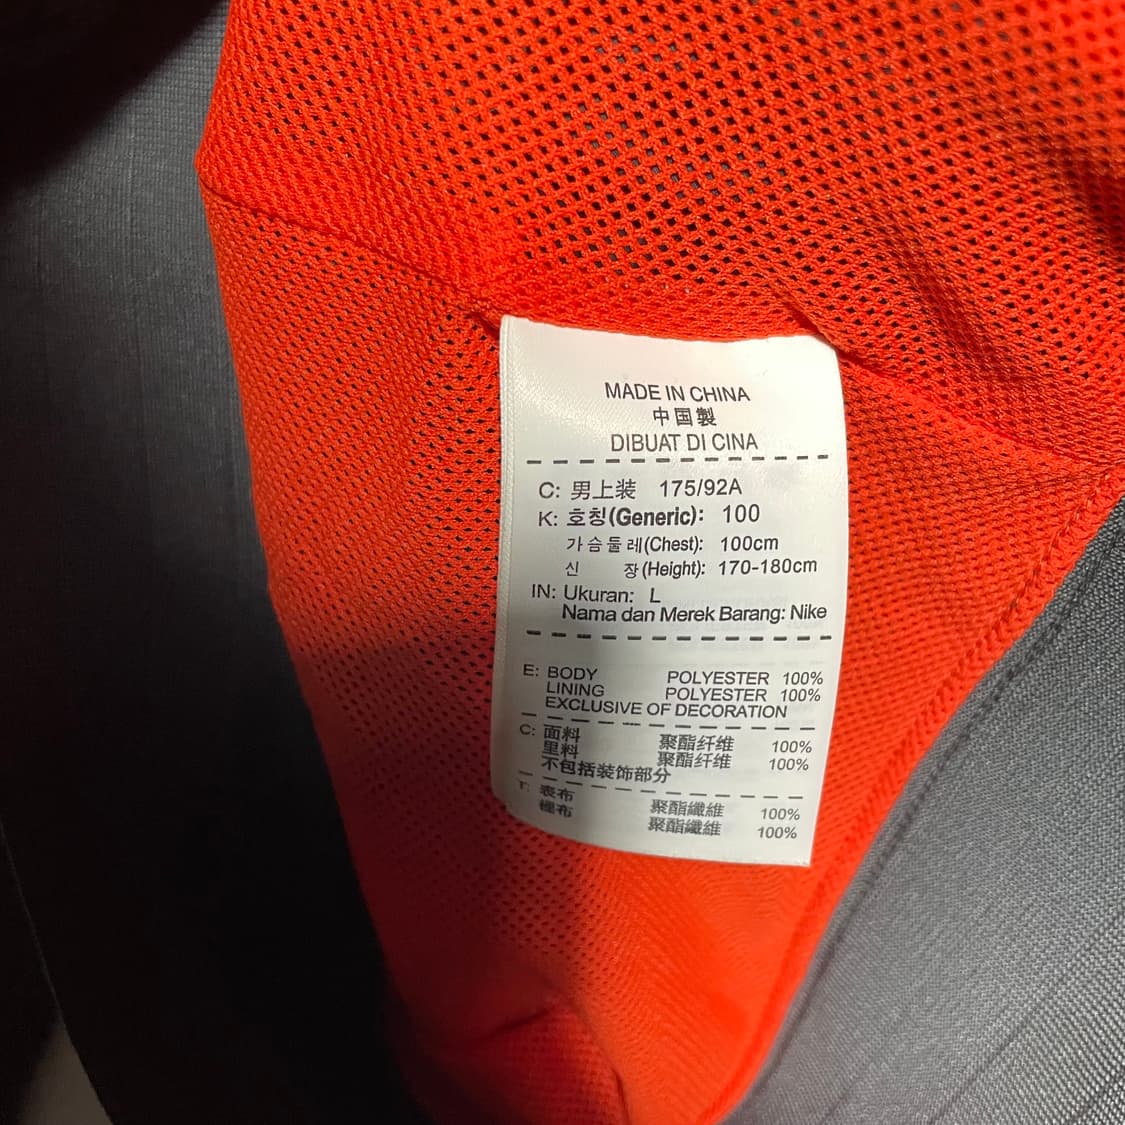 MADE IN CHINA
中国製
DIBUAT DI CINA
C: 男上装 175/92A
K: 호칭(Generic): 100
가슴둘레(Chest): 100cm
신 장(Height): 170-180cm
IN: Ukuran: L
Nama dan Merek Barang: Nike
E: BODY POLYESTER 100%
LINING POLYESTER 100%
EXCLUSIVE OF DECORATION
C: 面料 聚酯纤维 100%
里料 聚酯纤维 100%
不包括装饰部分
T: 表布 聚酯纖維 100%
裡布 聚酯纖維 100%